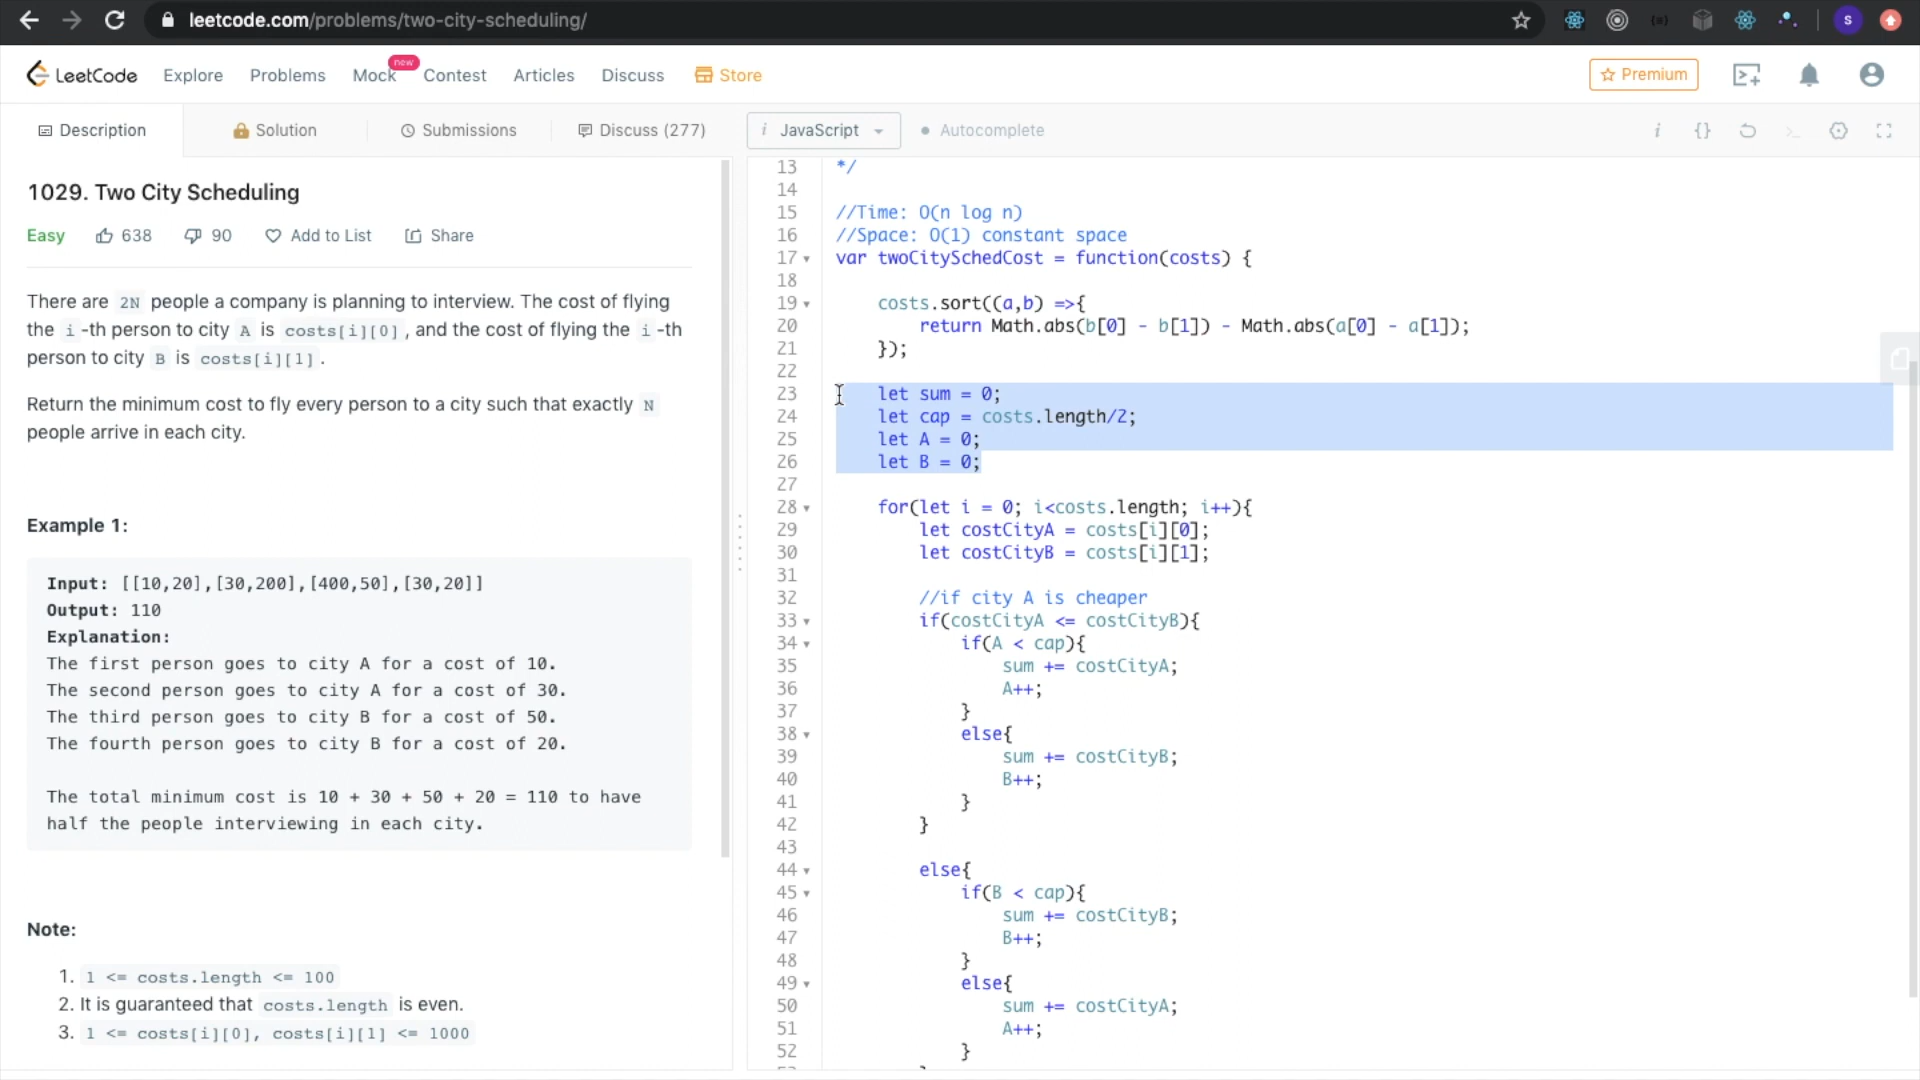 leetcode.com/problems/two-city-scheduling/
S
LeetCode
Explore
Problems
Mock
new
Contest
Articles
Discuss
Store
Premium
Description
Solution
Submissions
Discuss (277)
i JavaScript
Autocomplete
i
{}
1029. Two City Scheduling
Easy
638
90
Add to List
Share
There are 2N people a company is planning to interview. The cost of flying
the i -th person to city A is costs[i][0] , and the cost of flying the i -th
person to city B is costs[i][1] .
Return the minimum cost to fly every person to a city such that exactly N
people arrive in each city.
Example 1:
Input: [[10,20],[30,200],[400,50],[30,20]]
Output: 110
Explanation:
The first person goes to city A for a cost of 10.
The second person goes to city A for a cost of 30.
The third person goes to city B for a cost of 50.
The fourth person goes to city B for a cost of 20.
The total minimum cost is 10 + 30 + 50 + 20 = 110 to have
half the people interviewing in each city.
Note:
1. 1 <= costs.length <= 100
2. It is guaranteed that costs.length is even.
3. 1 <= costs[i][0], costs[i][1] <= 1000
13 */
14
15 //Time: O(n log n)
16 //Space: O(1) constant space
17 var twoCitySchedCost = function(costs) {
18
19 costs.sort((a,b) =>{
20 return Math.abs(b[0] - b[1]) - Math.abs(a[0] - a[1]);
21 });
22
23 let sum = 0;
24 let cap = costs.length/2;
25 let A = 0;
26 let B = 0;
27
28 for(let i = 0; i<costs.length; i++){
29 let costCityA = costs[i][0];
30 let costCityB = costs[i][1];
31
32 //if city A is cheaper
33 if(costCityA <= costCityB){
34 if(A < cap){
35 sum += costCityA;
36 A++;
37 }
38 else{
39 sum += costCityB;
40 B++;
41 }
42 }
43
44 else{
45 if(B < cap){
46 sum += costCityB;
47 B++;
48 }
49 else{
50 sum += costCityA;
51 A++;
52 }